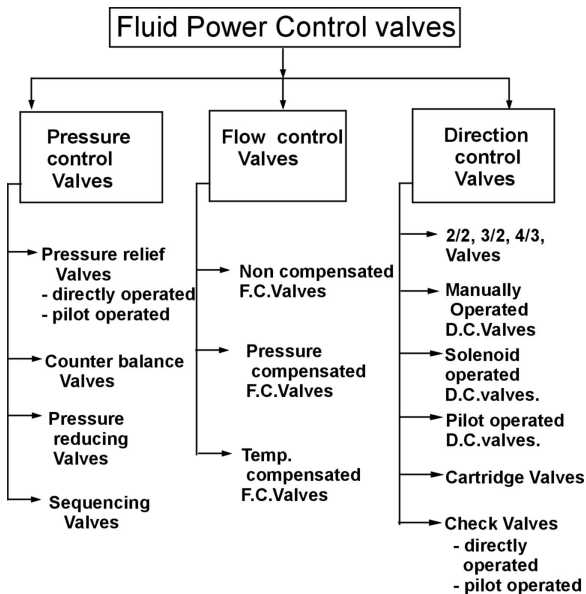 Fluid Power Control valves
Pressure
control
Valves
Pressure relief
Valves
- directly operated
- pilot operated
Counter balance
Valves
Pressure
reducing
Valves
Sequencing
Valves
Flow control
Valves
Non compensated
F.C.Valves
Pressure
compensated
F.C.Valves
Temp.
compensated
F.C.Valves
Direction
control
Valves
2/2, 3/2, 4/3,
Valves
Manually
Operated
D.C.Valves
Solenoid
operated
D.C.valves.
Pilot operated
D.C.valves.
Cartridge Valves
Check Valves
- directly
operated
- pilot operated